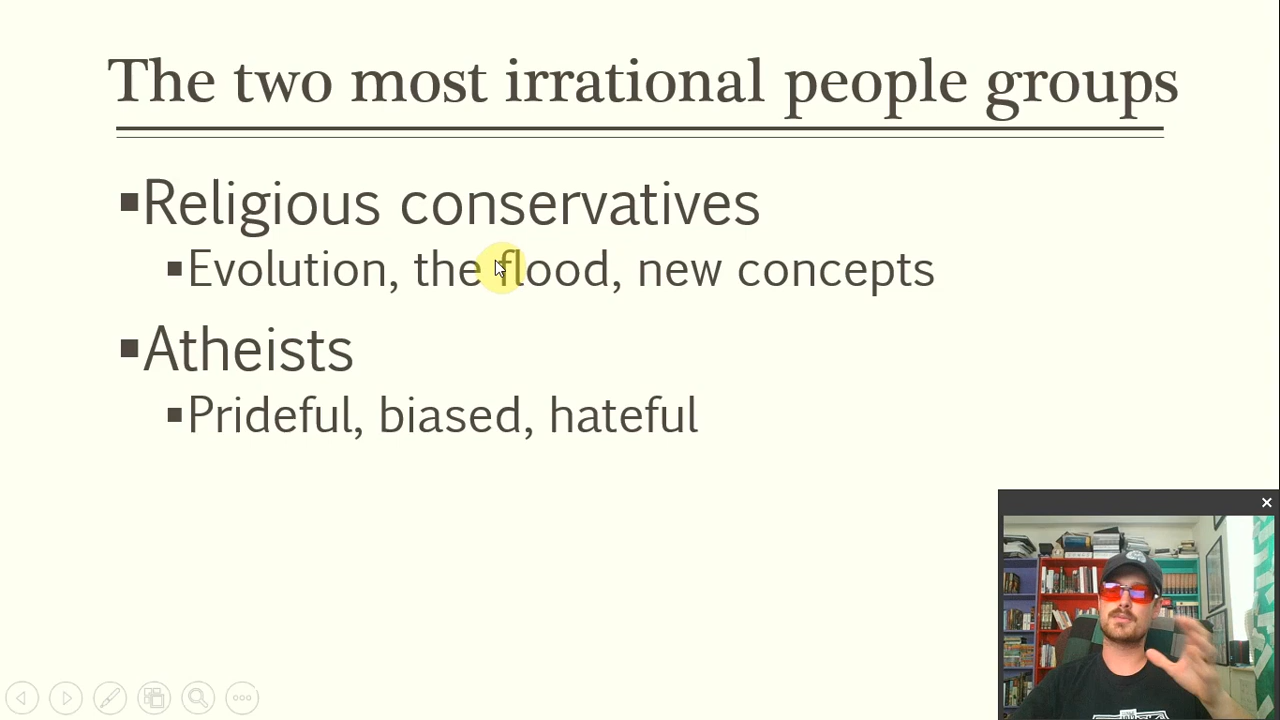 The two most irrational people groups
▪Religious conservatives
▪Evolution, the flood, new concepts
▪Atheists
▪Prideful, biased, hateful